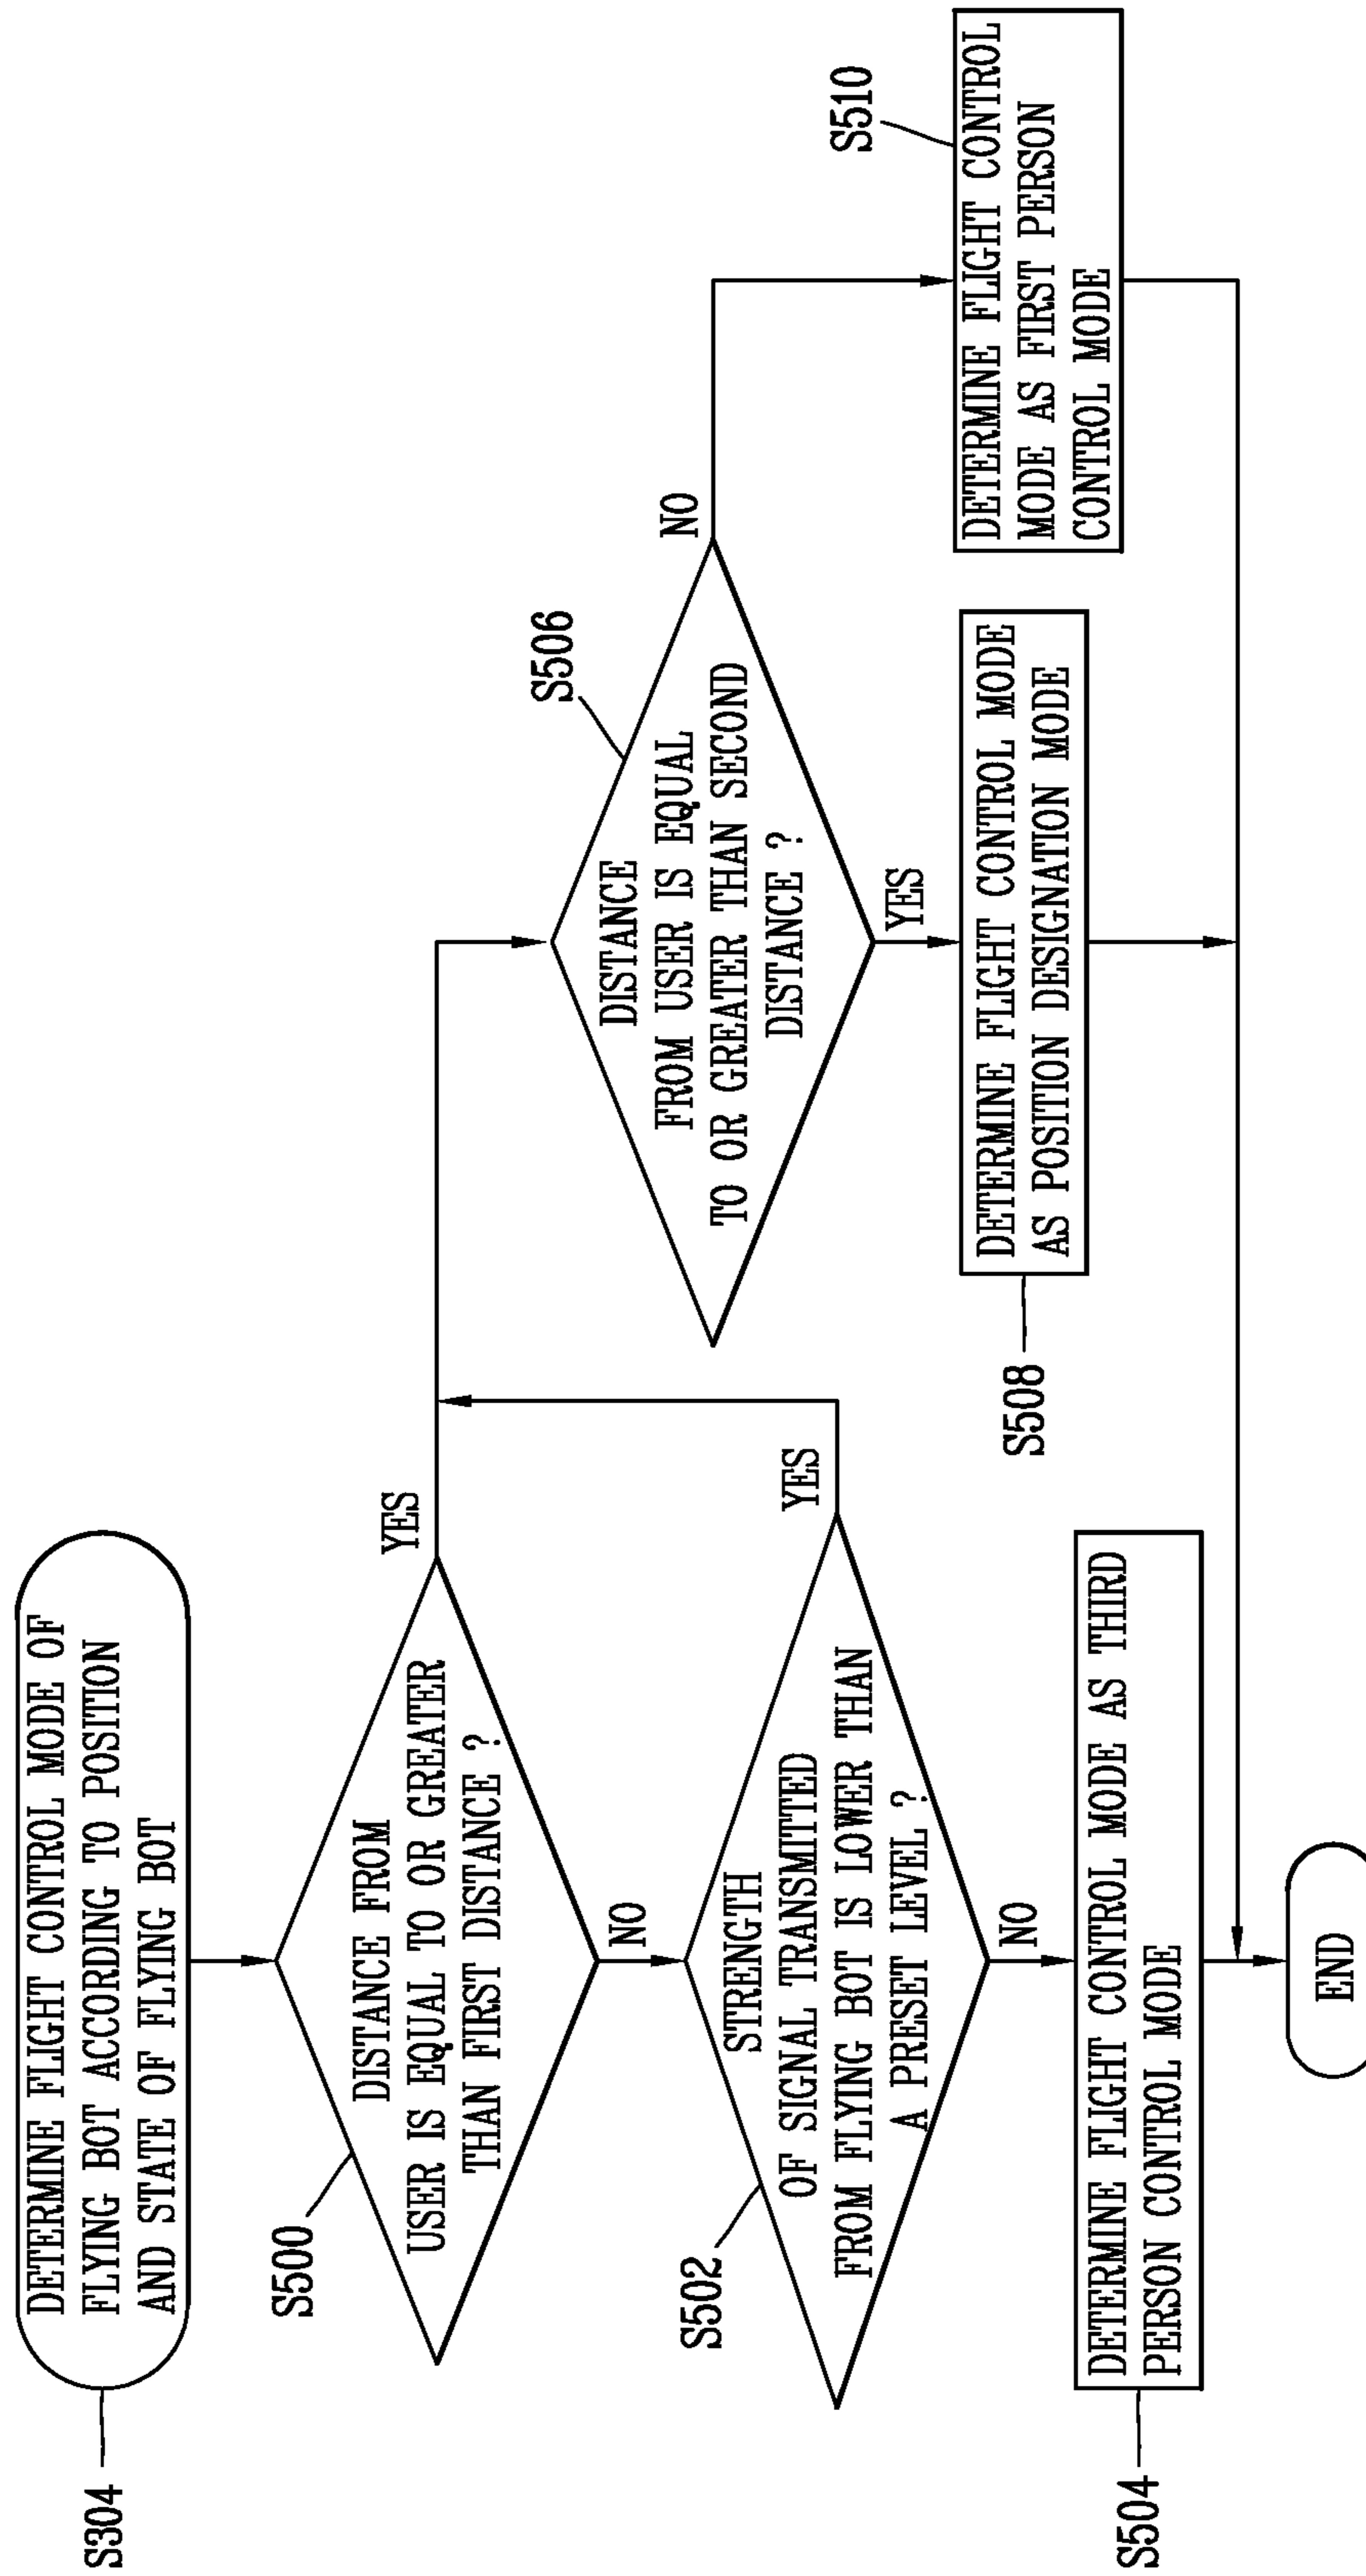 S304
DETERMINE FLIGHT CONTROL MODE OF
FLYING BOT ACCORDING TO POSITION
AND STATE OF FLYING BOT
S500
DISTANCE FROM
USER IS EQUAL TO OR GREATER
THAN FIRST DISTANCE ?
YES
NO
S502
STRENGTH
OF SIGNAL TRANSMITTED
FROM FLYING BOT IS LOWER THAN
A PRESET LEVEL ?
YES
NO
S504
DETERMINE FLIGHT CONTROL MODE AS THIRD
PERSON CONTROL MODE
S506
DISTANCE
FROM USER IS EQUAL
TO OR GREATER THAN SECOND
DISTANCE ?
NO
YES
S508
DETERMINE FLIGHT CONTROL MODE
AS POSITION DESIGNATION MODE
S510
DETERMINE FLIGHT CONTROL
MODE AS FIRST PERSON
CONTROL MODE
END